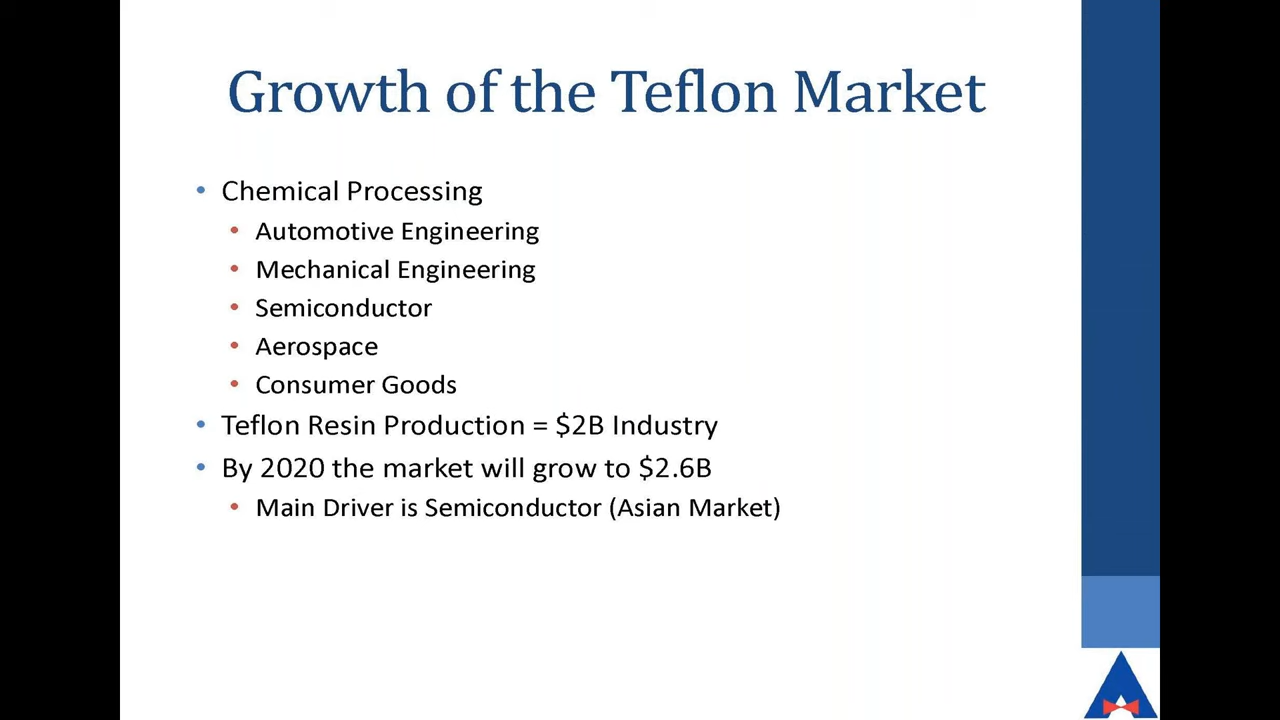 Growth of the Teflon Market
• Chemical Processing
• Automotive Engineering
• Mechanical Engineering
• Semiconductor
• Aerospace
• Consumer Goods
• Teflon Resin Production = $2B Industry
• By 2020 the market will grow to $2.6B
• Main Driver is Semiconductor (Asian Market)